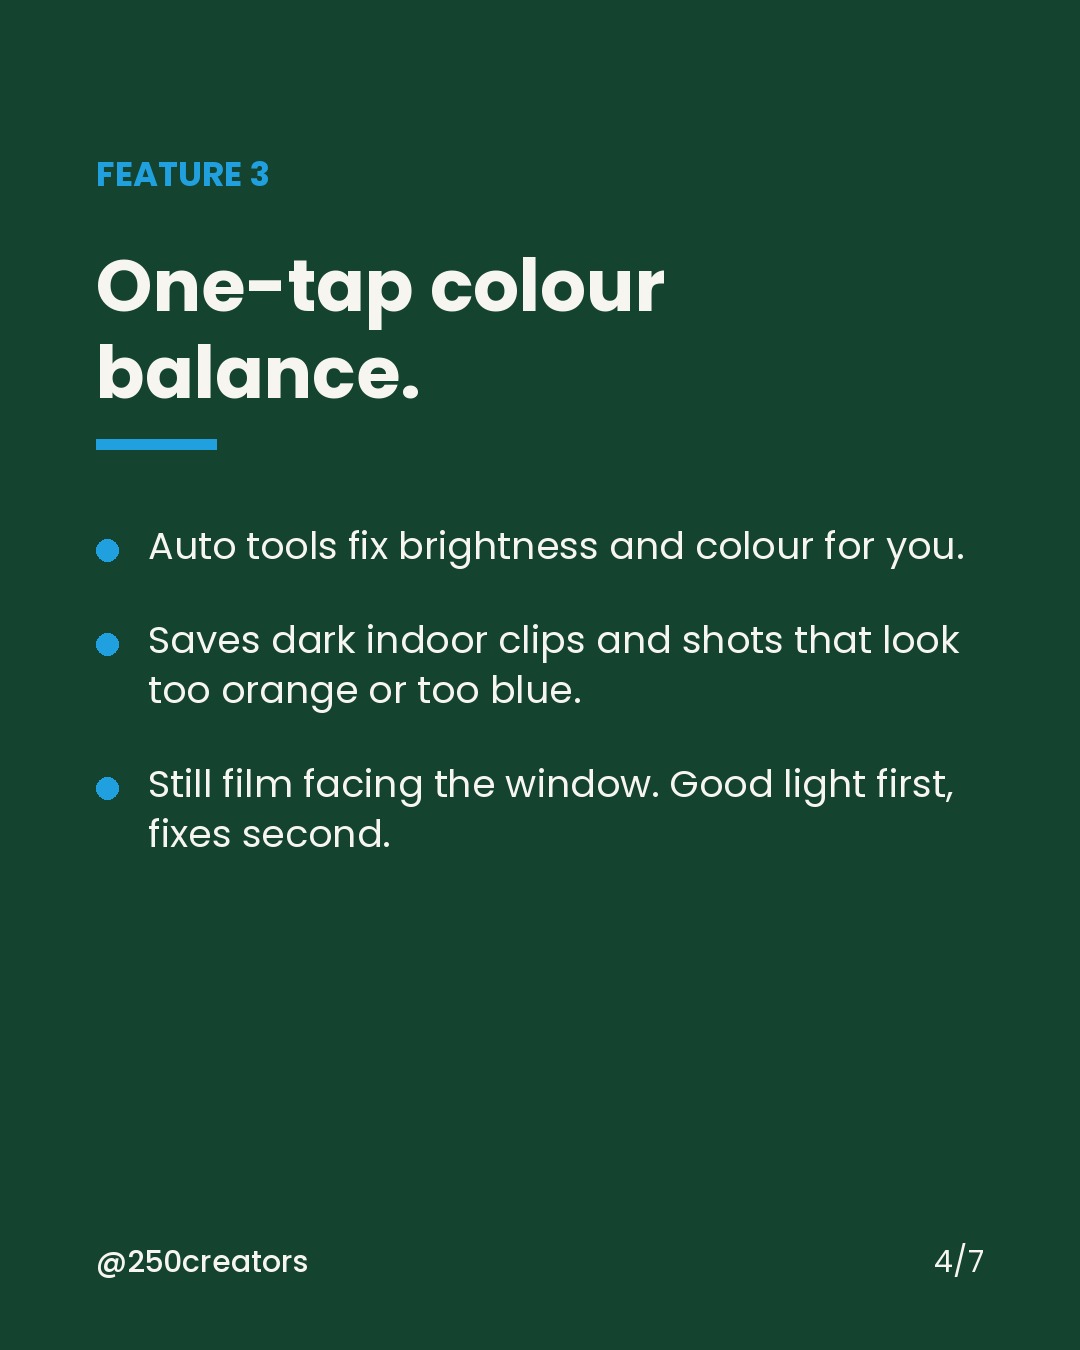 FEATURE 3
One-tap colour
balance.
Auto tools fix brightness and colour for you.
Saves dark indoor clips and shots that look
too orange or too blue.
Still film facing the window. Good light first,
fixes second.
@250creators
4/7